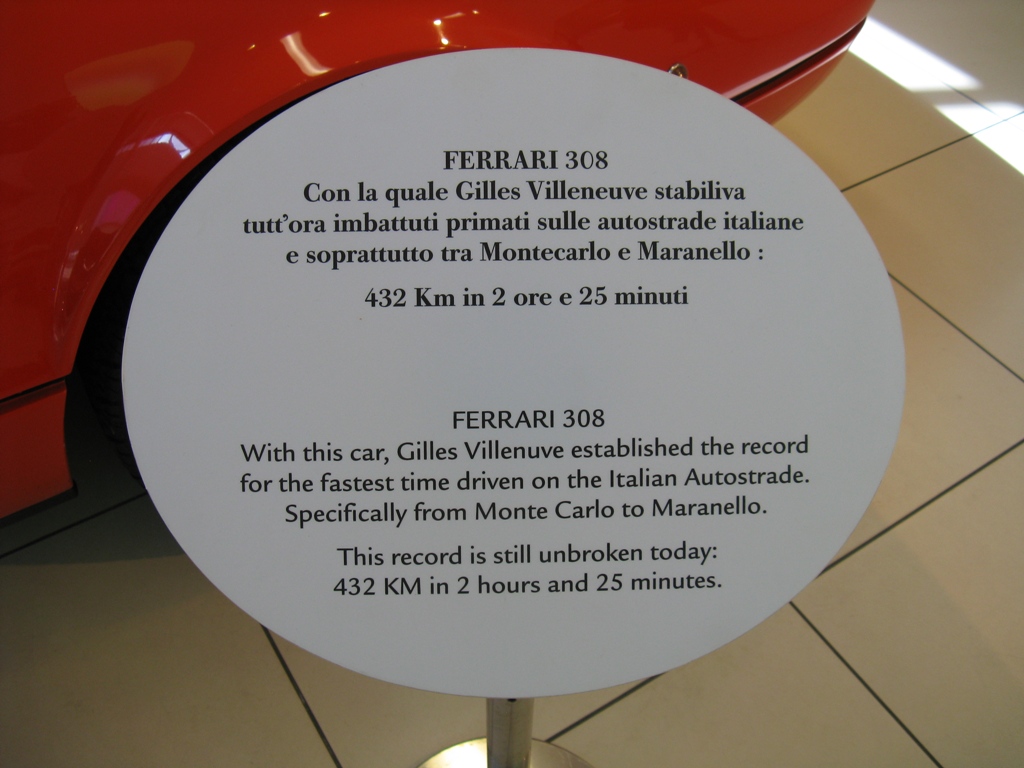 FERRARI 308
Con la quale Gilles Villeneuve stabiliva
tutt'ora imbattuti primati sulle autostrade italiane
e soprattutto tra Montecarlo e Maranello :
432 Km in 2 ore e 25 minuti
FERRARI 308
With this car, Gilles Villenuve established the record
for the fastest time driven on the Italian Autostrade.
Specifically from Monte Carlo to Maranello.
This record is still unbroken today:
432 KM in 2 hours and 25 minutes.